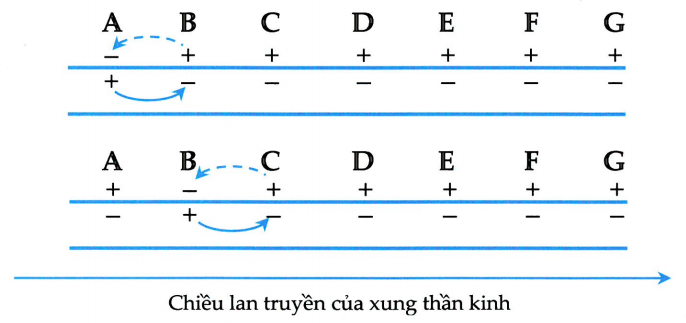 A B C D E F G
− + + + + + +
+ − − − − − −
A B C D E F G
+ − + + + + +
− + − − − − −
Chiều lan truyền của xung thần kinh